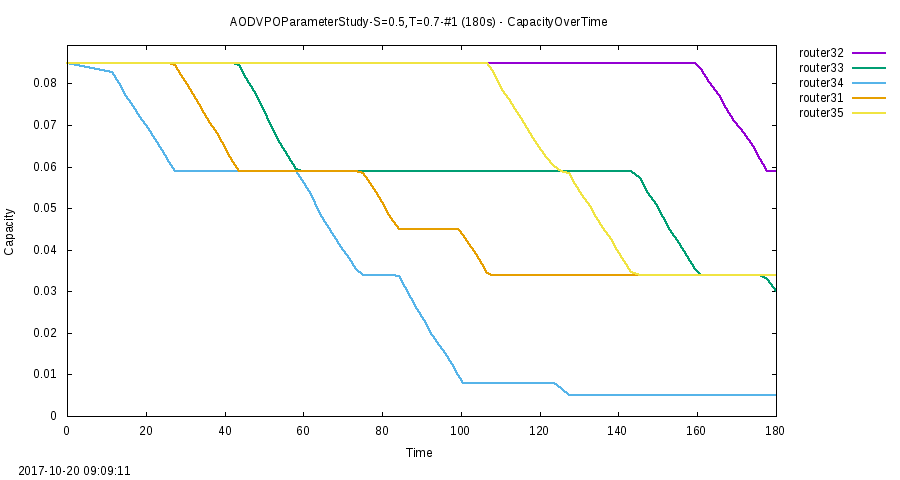 AODVPOParameterStudy-S=0.5,T=0.7-#1 (180s) - CapacityOverTime
router32
router33
router34
router31
router35
0.08
0.07
0.06
0.05
0.04
0.03
0.02
0.01
0
Capacity
0 20 40 60 80 100 120 140 160 180
Time
2017-10-20 09:09:11